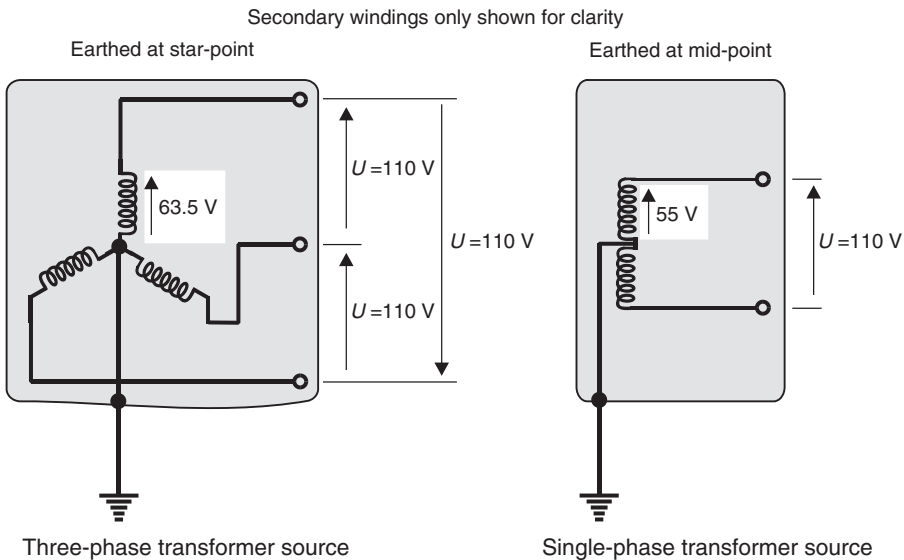 Secondary windings only shown for clarity
Earthed at star-point
Earthed at mid-point
U =110 V
63.5 V
U =110 V
U =110 V
55 V
U =110 V
Three-phase transformer source
Single-phase transformer source